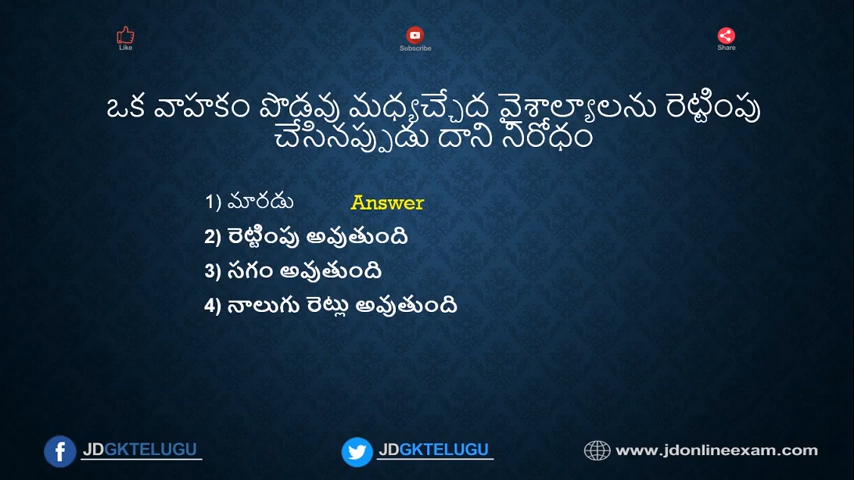 Like
Subscribe
Share
ఒక వాహకం పొడవు మధ్యచ్చేద వైశాల్యాలను రెట్టింపు
చేసినప్పుడు దాని నిరోధం
1) మారడు Answer
2) రెట్టింపు అవుతుంది
3) సగం అవుతుంది
4) నాలుగు రెట్లు అవుతుంది
JDGKTELUGU
JDGKTELUGU
www.jdonlineexam.com